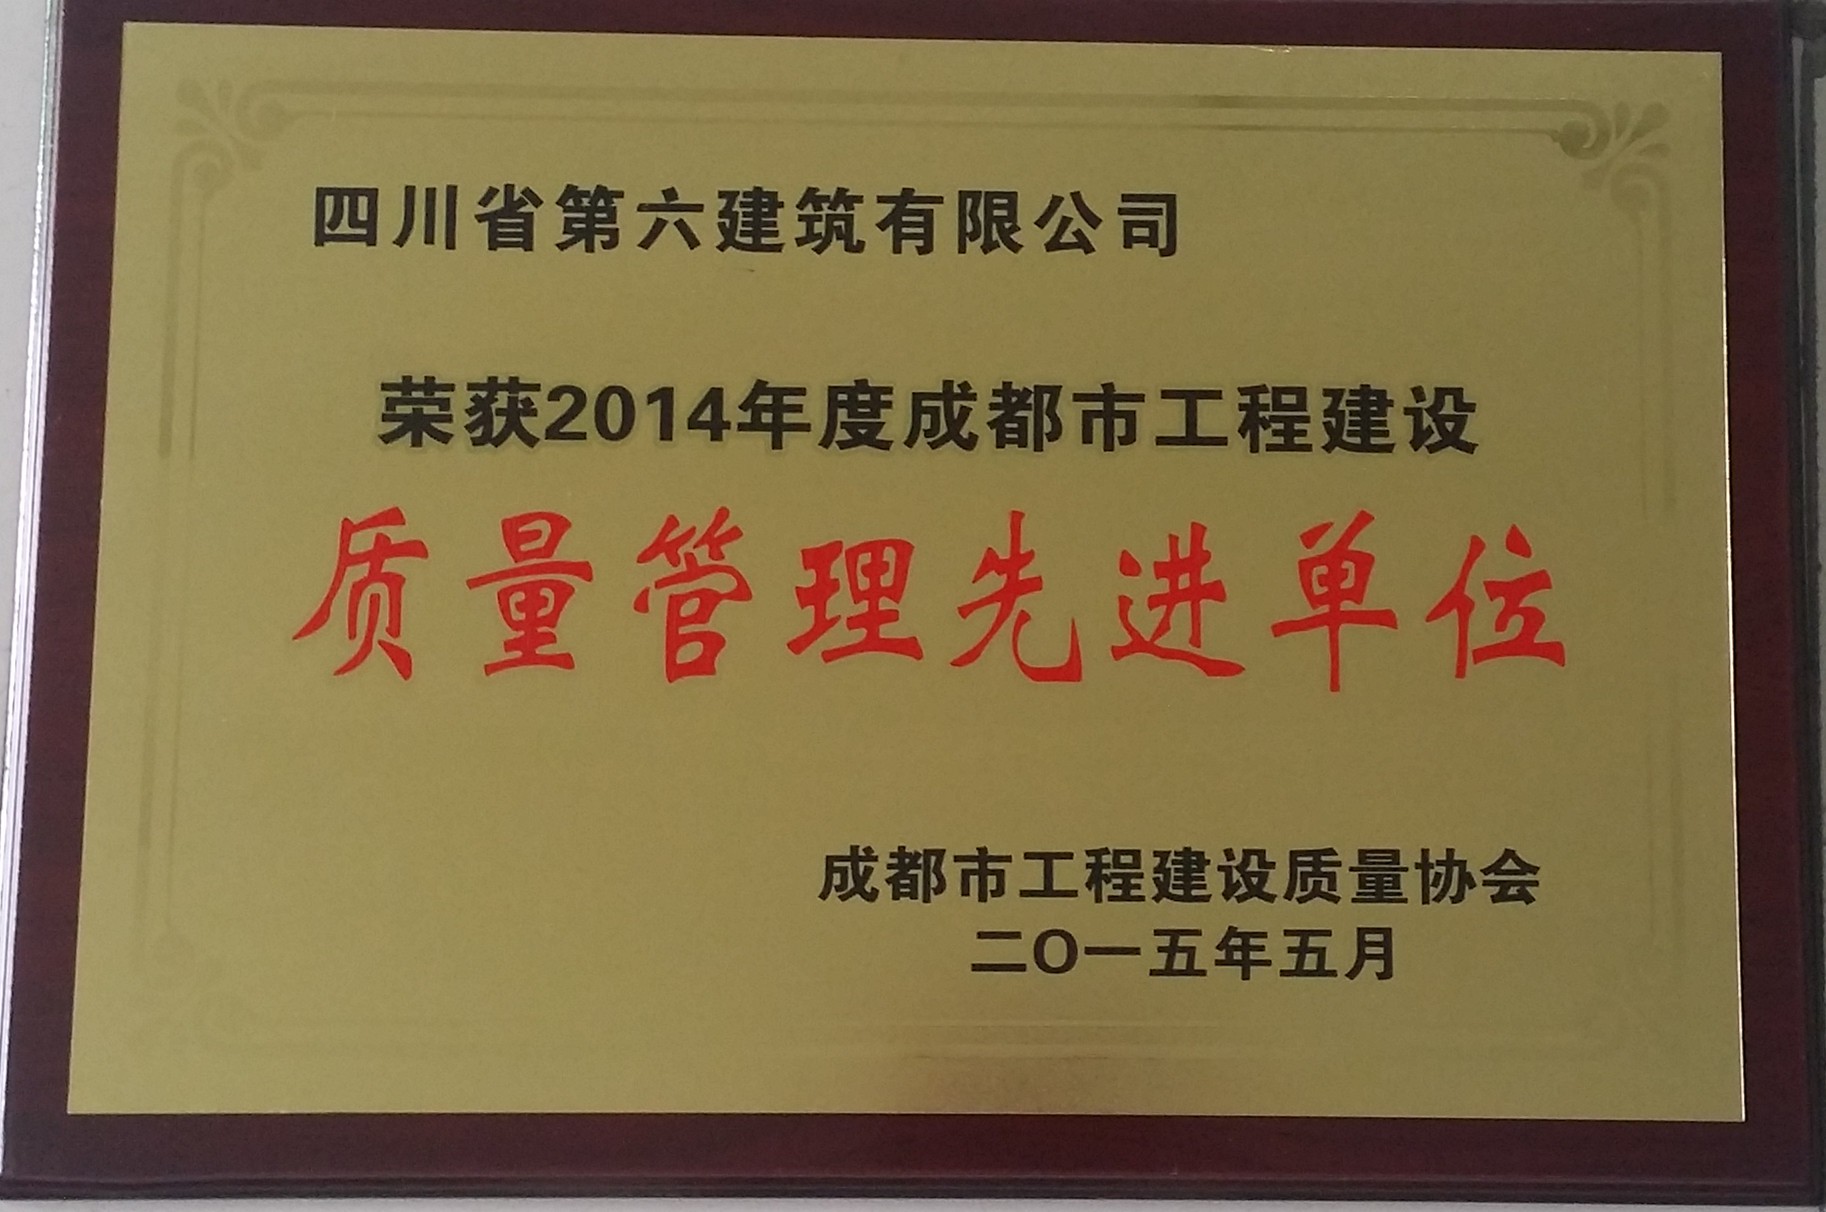 四川省第六建筑有限公司
荣获2014年度成都市工程建设
质量管理先进单位
成都市工程建设质量协会
二〇一五年五月